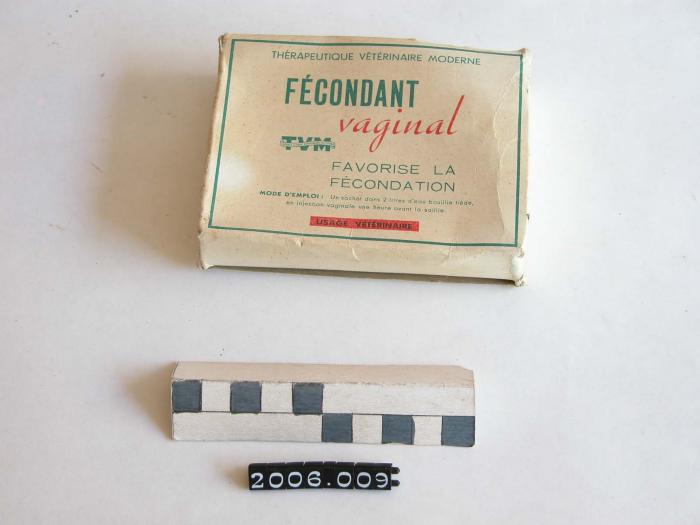 THÉRAPEUTIQUE VÉTÉRINAIRE MODERNE
FÉCONDANT
vaginal
TVM
FAVORISE LA
FÉCONDATION
MODE D'EMPLOI : Un sachet dans 2 litres d'eau bouillie tiède,
en injection vaginale une heure avant la saillie.
USAGE VÉTÉRINAIRE
2006.009